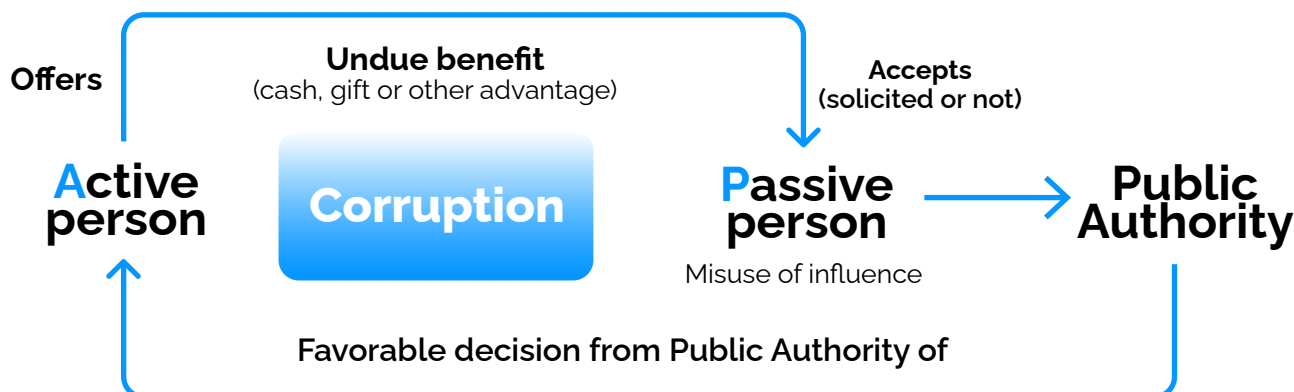 Offers
Undue benefit
(cash, gift or other advantage)
Accepts
(solicited or not)
Active
person
Corruption
Passive
person
Misuse of influence
Public
Authority
Favorable decision from Public Authority of